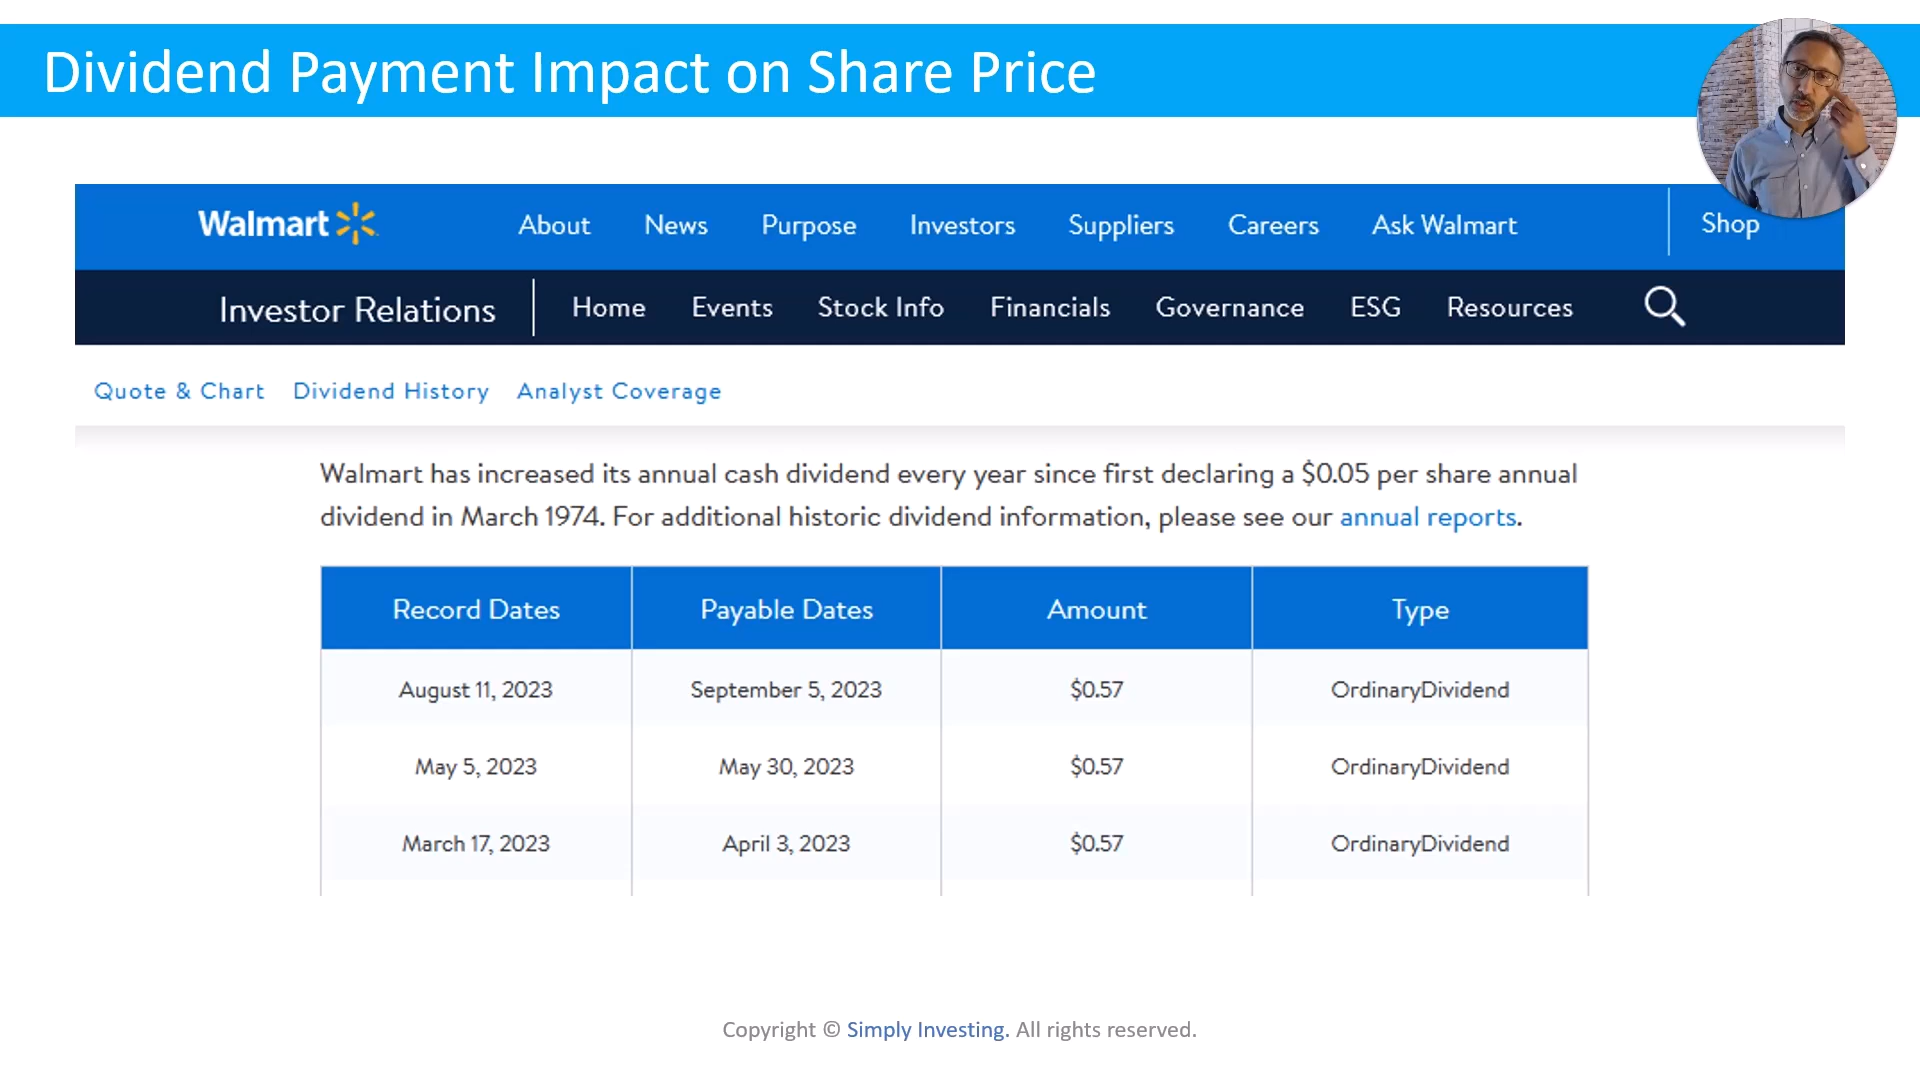 Dividend Payment Impact on Share Price
Walmart
About News Purpose Investors Suppliers Careers Ask Walmart Shop
Investor Relations Home Events Stock Info Financials Governance ESG Resources
Quote & Chart Dividend History Analyst Coverage
Walmart has increased its annual cash dividend every year since first declaring a $0.05 per share annual
dividend in March 1974. For additional historic dividend information, please see our annual reports.
Record Dates Payable Dates Amount Type
August 11, 2023 September 5, 2023 $0.57 OrdinaryDividend
May 5, 2023 May 30, 2023 $0.57 OrdinaryDividend
March 17, 2023 April 3, 2023 $0.57 OrdinaryDividend
Copyright © Simply Investing. All rights reserved.